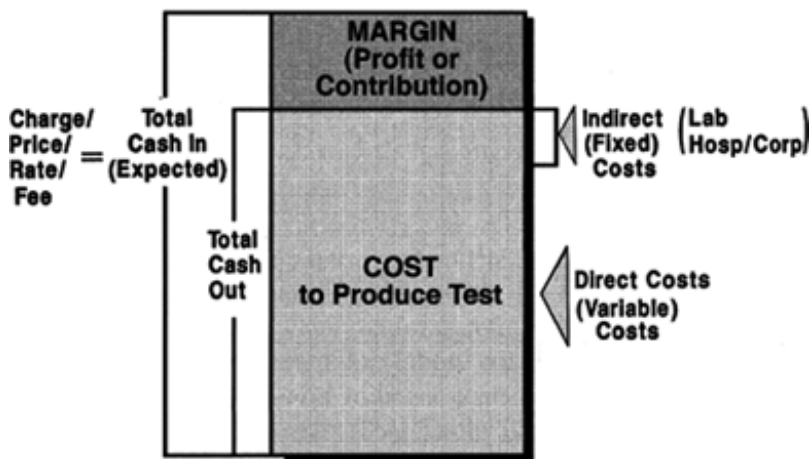 MARGIN
(Profit or
Contribution)
Charge/
Price/
Rate/
Fee
=
Total
Cash In
(Expected)
Indirect
(Fixed)
Costs
(Lab
Hosp/Corp)
Total
Cash
Out
COST
to Produce Test
Direct Costs
(Variable)
Costs